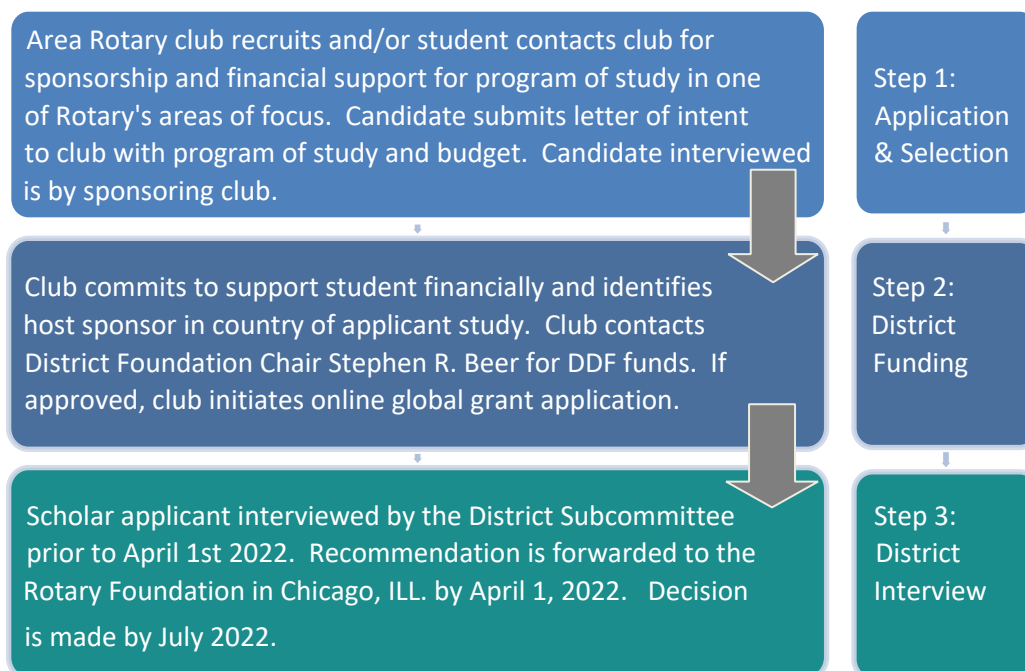 Area Rotary club recruits and/or student contacts club for
sponsorship and financial support for program of study in one
of Rotary's areas of focus.  Candidate submits letter of intent
to club with program of study and budget.  Candidate interviewed
is by sponsoring club.
Step 1:
Application
& Selection
Club commits to support student financially and identifies
host sponsor in country of applicant study.  Club contacts
District Foundation Chair Stephen R. Beer for DDF funds.  If
approved, club initiates online global grant application.
Step 2:
District
Funding
Scholar applicant interviewed by the District Subcommittee
prior to April 1st 2022.  Recommendation is forwarded to the
Rotary Foundation in Chicago, ILL. by April 1, 2022.   Decision
is made by July 2022.
Step 3:
District
Interview